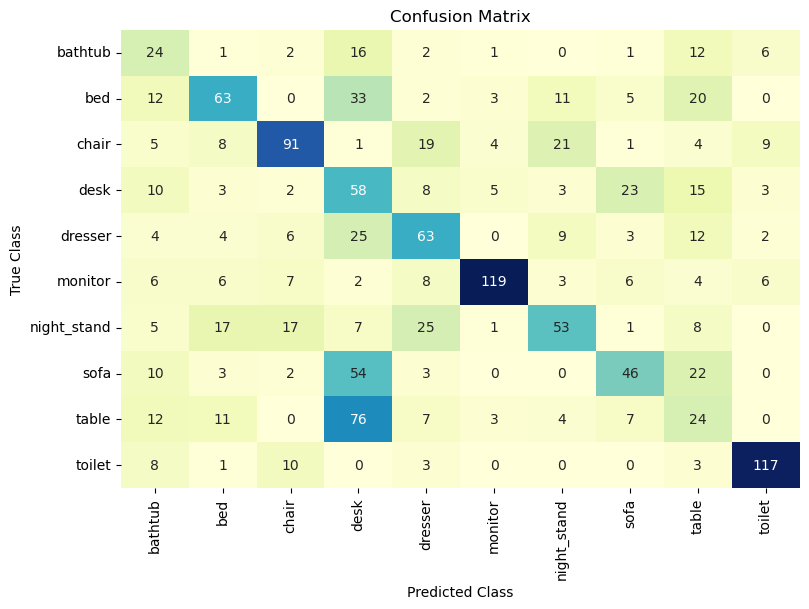 Confusion Matrix
True Class
bathtub 24 1 2 16 2 1 0 1 12 6
bed 12 63 0 33 2 3 11 5 20 0
chair 5 8 91 1 19 4 21 1 4 9
desk 10 3 2 58 8 5 3 23 15 3
dresser 4 4 6 25 63 0 9 3 12 2
monitor 6 6 7 2 8 119 3 6 4 6
night_stand 5 17 17 7 25 1 53 1 8 0
sofa 10 3 2 54 3 0 0 46 22 0
table 12 11 0 76 7 3 4 7 24 0
toilet 8 1 10 0 3 0 0 0 3 117
bathtub bed chair desk dresser monitor night_stand sofa table toilet
Predicted Class